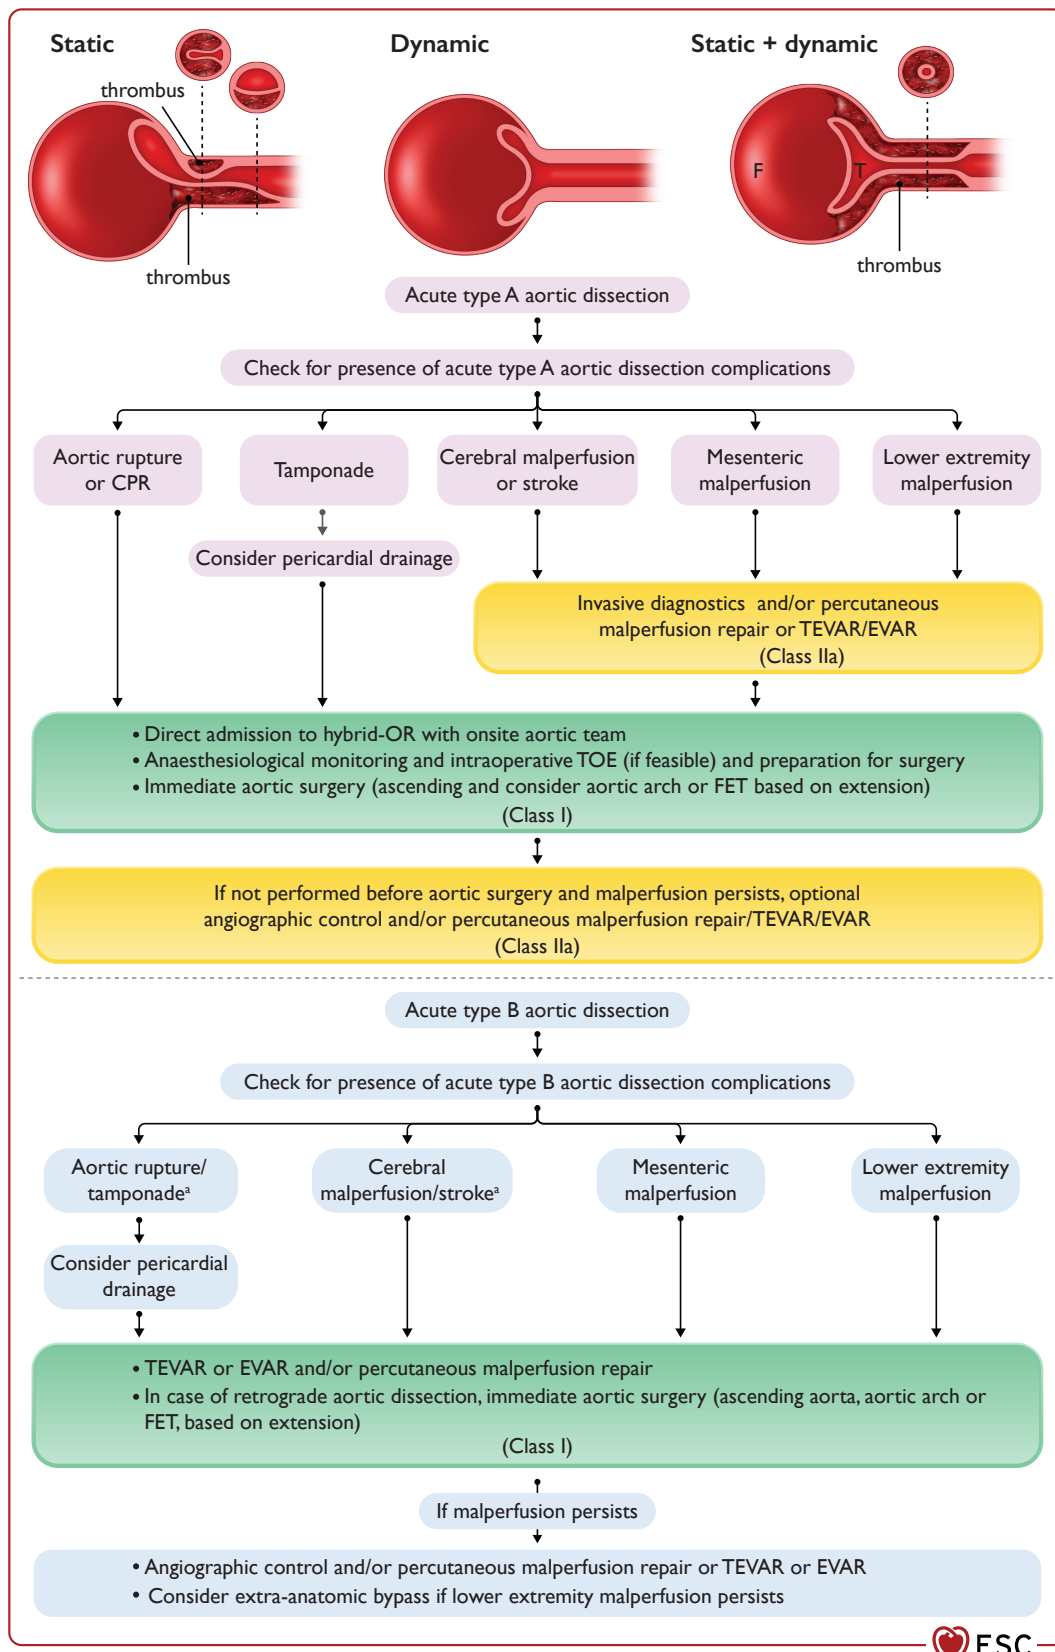 Static
Dynamic
Static + dynamic
thrombus
F
T
thrombus
thrombus
Acute type A aortic dissection
Check for presence of acute type A aortic dissection complications
Aortic rupture
or CPR
Tamponade
Cerebral malperfusion
or stroke
Mesenteric
malperfusion
Lower extremity
malperfusion
Consider pericardial drainage
Invasive diagnostics and/or percutaneous
malperfusion repair or TEVAR/EVAR
(Class IIa)
• Direct admission to hybrid-OR with onsite aortic team
• Anaesthesiological monitoring and intraoperative TOE (if feasible) and preparation for surgery
• Immediate aortic surgery (ascending and consider aortic arch or FET based on extension)
(Class I)
If not performed before aortic surgery and malperfusion persists, optional
angiographic control and/or percutaneous malperfusion repair/TEVAR/EVAR
(Class IIa)
Acute type B aortic dissection
Check for presence of acute type B aortic dissection complications
Aortic rupture/
tamponadeᵃ
Cerebral
malperfusion/strokeᵃ
Mesenteric
malperfusion
Lower extremity
malperfusion
Consider pericardial
drainage
• TEVAR or EVAR and/or percutaneous malperfusion repair
• In case of retrograde aortic dissection, immediate aortic surgery (ascending aorta, aortic arch or
FET, based on extension)
(Class I)
If malperfusion persists
• Angiographic control and/or percutaneous malperfusion repair or TEVAR or EVAR
• Consider extra-anatomic bypass if lower extremity malperfusion persists
ESC